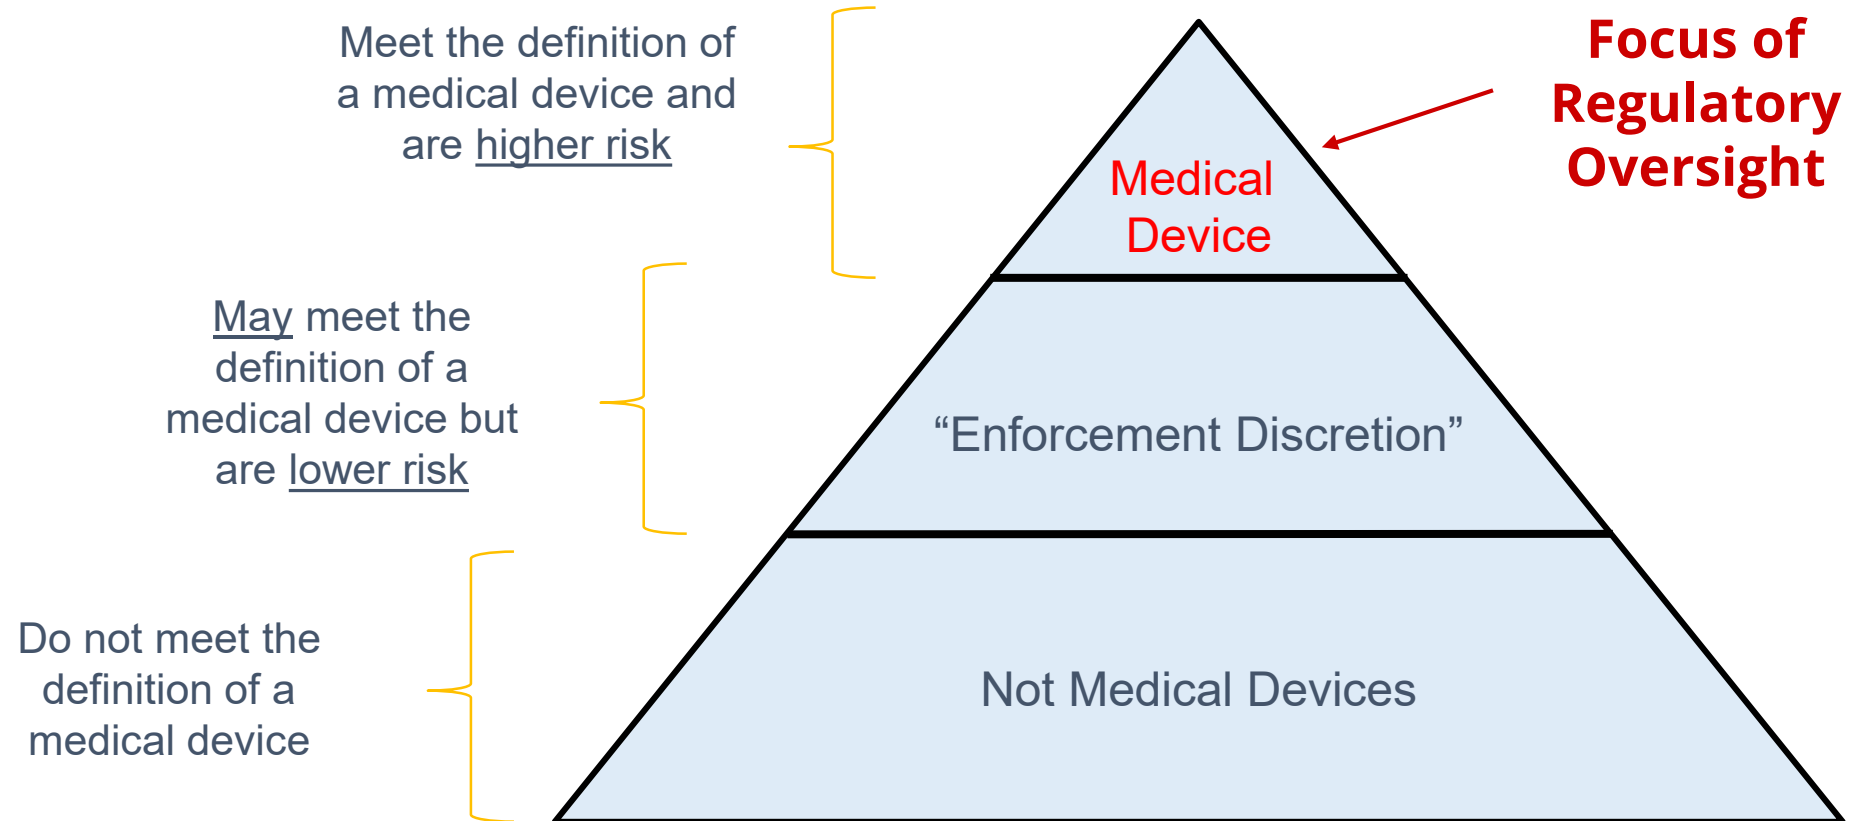 Meet the definition of
a medical device and
are higher risk
Focus of
Regulatory
Oversight
Medical
Device
May meet the
definition of a
medical device but
are lower risk
“Enforcement Discretion”
Do not meet the
definition of a
medical device
Not Medical Devices